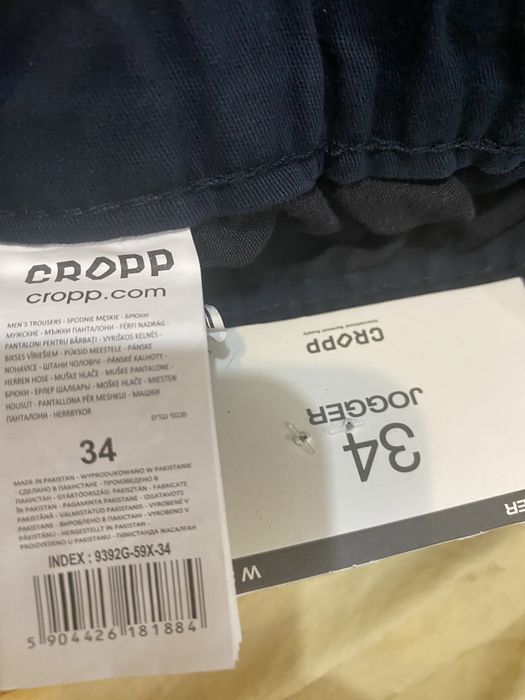 CROPP
cropp.com
MEN'S TROUSERS - SPODNIE MĘSKIE - БРЮКИ
МУЖСКИЕ - МЪЖКИ ПАНТАЛОНИ - FÉRFI NADRÁG -
PANTALONI PENTRU BĂRBAȚI - VYRIŠKOS KELNĖS -
BIKSES VĪRIEŠIEM - PÜKSID MEESTELE - PÁNSKE
NOHAVICE - ШТАНИ ЧОЛОВІЧІ - PÁNSKÉ KALHOTY -
HERREN HOSE - MUŠKE HLAČE - MUŠKE PANTALONE -
БРЮКИ - ЕРЛЕР ШАЛБАРЫ - MOŠKE HLAČE - MIESTEN
HOUSUT - PANTALLONA PËR MESHKUJ - МАШКИ
ПАНТАЛОНИ - HERRBYXOR
34
MADE IN PAKISTAN - WYPRODUKOWANO W PAKISTANIE
- СДЕЛАНО В ПАКИСТАНЕ - ПРОИЗВЕДЕНО В
ПАКИСТАН - GYÁRTÓORSZÁG: PAKISZTÁN - FABRICATE
ÎN PAKISTAN - PAGAMINTA PAKISTANE - IZGATAVOTS
PAKISTĀNĀ - VALMISTATUD PAKISTANIS - VYROBENÉ V
PAKISTANE - ВИРОБЛЕНО В ПАКИСТАН - VYROBENO V
PÁKISTÁNU - HERGESTELLT IN PAKISTAN -
PROIZVEDENO U PAKISTANU - ПӘКІСТАНДА ЖАСАЛҒАН
INDEX : 9392G-59X-34
5 904426 181884
CROPP
JOGGER
34
ER
W